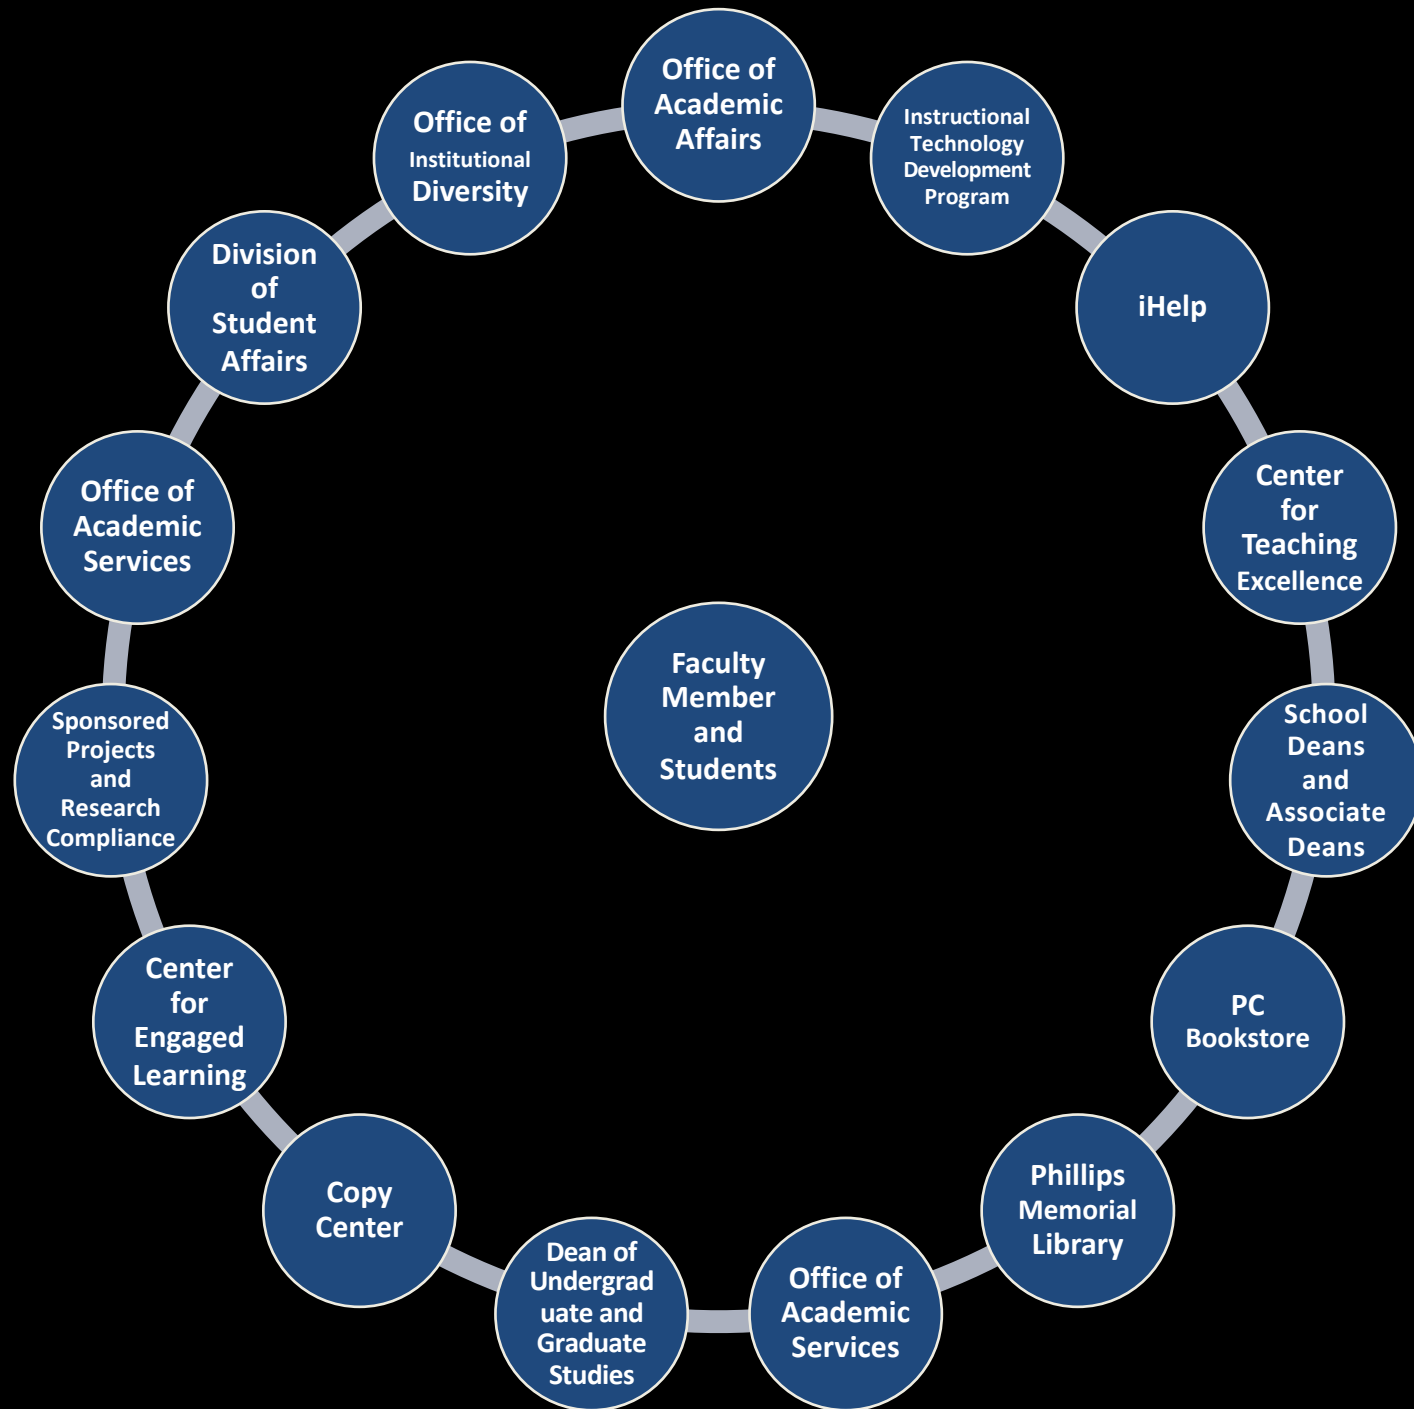 Office of
Academic
Affairs
Instructional
Technology
Development
Program
iHelp
Center
for
Teaching
Excellence
School
Deans
and
Associate
Deans
PC
Bookstore
Phillips
Memorial
Library
Office of
Academic
Services
Dean of
Undergrad
uate and
Graduate
Studies
Copy
Center
Center
for
Engaged
Learning
Sponsored
Projects
and
Research
Compliance
Office of
Academic
Services
Division
of
Student
Affairs
Office of
Institutional
Diversity
Faculty
Member
and
Students